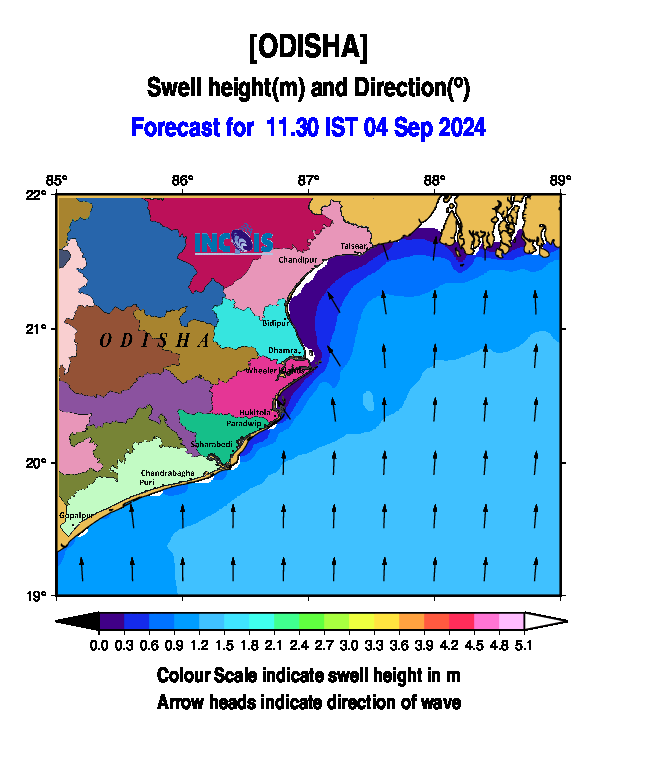 [ODISHA]
Swell height(m) and Direction(º)
Forecast for 11.30 IST 04 Sep 2024
85° 86° 87° 88° 89°
22°
INCOIS
Talsear
Chandipur
21°
Bidipur
ODISHA
Dhamra
Wheeler
Hukitola
Paradwip
Saharabedi
20°
Chendrabagha
Puri
Gopalpur
19°
0.0 0.3 0.6 0.9 1.2 1.5 1.8 2.1 2.4 2.7 3.0 3.3 3.6 3.9 4.2 4.5 4.8 5.1
Colour Scale indicate swell height in m
Arrow heads indicate direction of wave